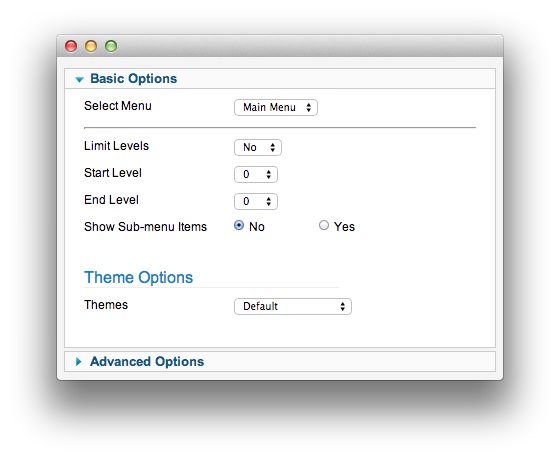 Basic Options
Select Menu Main Menu
Limit Levels No
Start Level 0
End Level 0
Show Sub-menu Items No Yes
Theme Options
Themes Default
Advanced Options